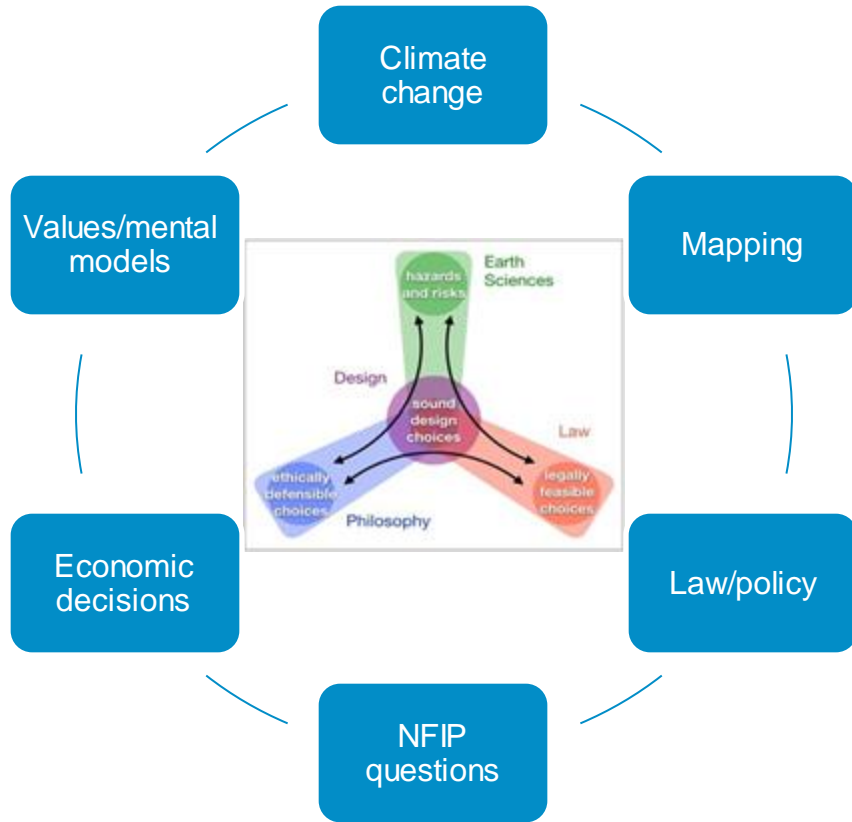 Climate
change
Values/mental
models
Mapping
hazards
and risks
Earth
Sciences
Design
sound
design
choices
Law
ethically
defensible
choices
Philosophy
legally
feasible
choices
Economic
decisions
Law/policy
NFIP
questions